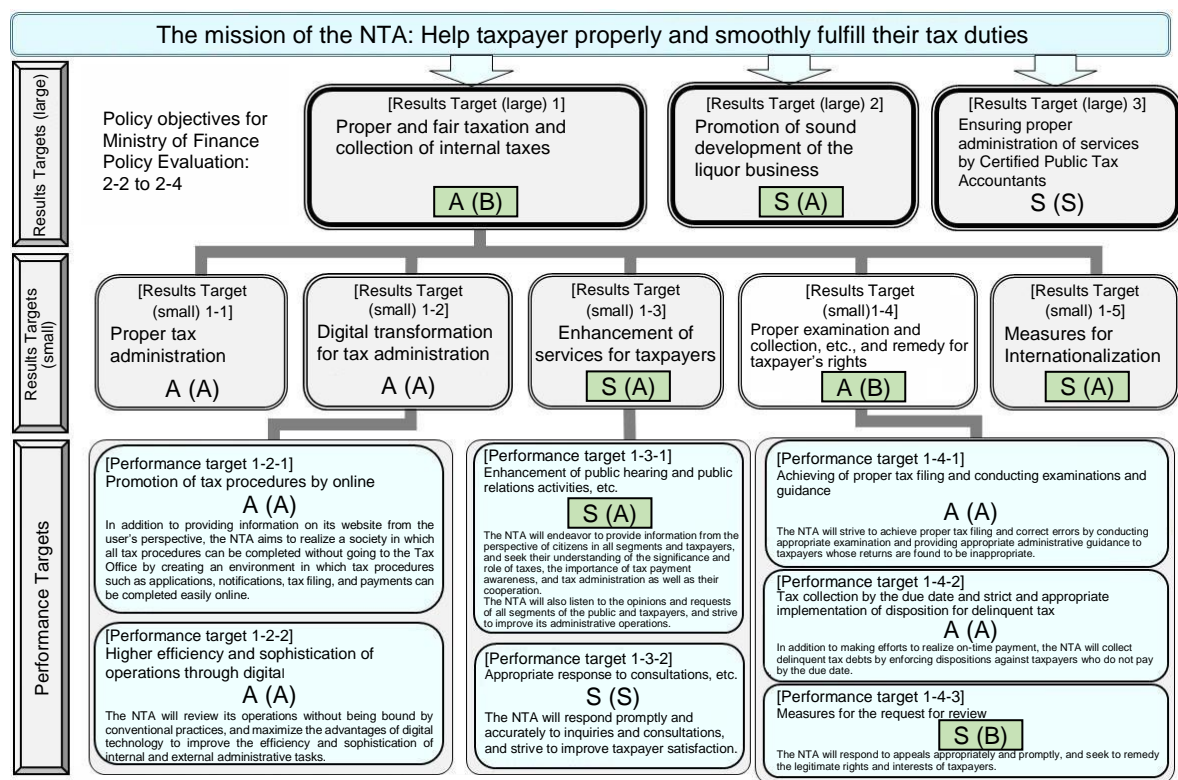 The mission of the NTA: Help taxpayer properly and smoothly fulfill their tax duties
Results Targets (large)
Policy objectives for
Ministry of Finance
Policy Evaluation:
2-2 to 2-4
[Results Target (large) 1]
Proper and fair taxation and
collection of internal taxes
A (B)
[Results Target (large) 2]
Promotion of sound
development of the
liquor business
S (A)
[Results Target (large) 3]
Ensuring proper
administration of services
by Certified Public Tax
Accountants
S (S)
Results Targets
(small)
[Results Target
(small) 1-1]
Proper tax
administration
A (A)
[Results Target
(small) 1-2]
Digital transformation
for tax administration
A (A)
[Results Target
(small) 1-3]
Enhancement of
services for taxpayers
S (A)
[Results Target
(small)1-4]
Proper examination and
collection, etc., and remedy for
taxpayer's rights
A (B)
[Results Target
(small) 1-5]
Measures for
Internationalization
S (A)
Performance Targets
[Performance target 1-2-1]
Promotion of tax procedures by online
A (A)
In addition to providing information on its website from the
user's perspective, the NTA aims to realize a society in which
all tax procedures can be completed without going to the Tax
Office by creating an environment in which tax procedures
such as applications, notifications, tax filing, and payments can
be completed easily online.
[Performance target 1-2-2]
Higher efficiency and sophistication of
operations through digital
A (A)
The NTA will review its operations without being bound by
conventional practices, and maximize the advantages of digital
technology to improve the efficiency and sophistication of
internal and external administrative tasks.
[Performance target 1-3-1]
Enhancement of public hearing and public
relations activities, etc.
S (A)
The NTA will endeavor to provide information from the
perspective of citizens in all segments and taxpayers,
and seek their understanding of the significance and
role of taxes, the importance of tax payment
awareness, and tax administration as well as their
cooperation.
The NTA will also listen to the opinions and requests
of all segments of the public and taxpayers, and strive
to improve its administrative operations.
[Performance target 1-3-2]
Appropriate response to consultations, etc.
S (S)
The NTA will respond promptly and
accurately to inquiries and consultations,
and strive to improve taxpayer satisfaction.
[Performance target 1-4-1]
Achieving of proper tax filing and conducting examinations and
guidance
A (A)
The NTA will strive to achieve proper tax filing and correct errors by conducting
appropriate examination and providing appropriate administrative guidance to
taxpayers whose returns are found to be inappropriate.
[Performance target 1-4-2]
Tax collection by the due date and strict and appropriate
implementation of disposition for delinquent tax
A (A)
In addition to making efforts to realize on-time payment, the NTA will collect
delinquent tax debts by enforcing dispositions against taxpayers who do not pay
by the due date.
[Performance target 1-4-3]
Measures for the request for review
S (B)
The NTA will respond to appeals appropriately and promptly, and seek to remedy
the legitimate rights and interests of taxpayers.